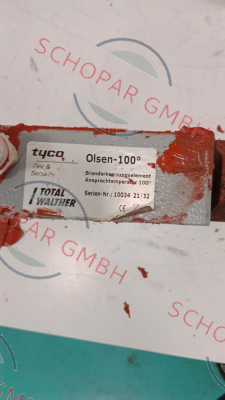 SCHOPAR GMBH
tyco
Fire &
Security
TOTAL
WALTHER
Olsen-100°
Branderkennungselement
Ansprechtemperatur 100°
Serien-Nr.: 10034 21/32
CE
SCHOPAR GMBH
SCHOPAR GMBH